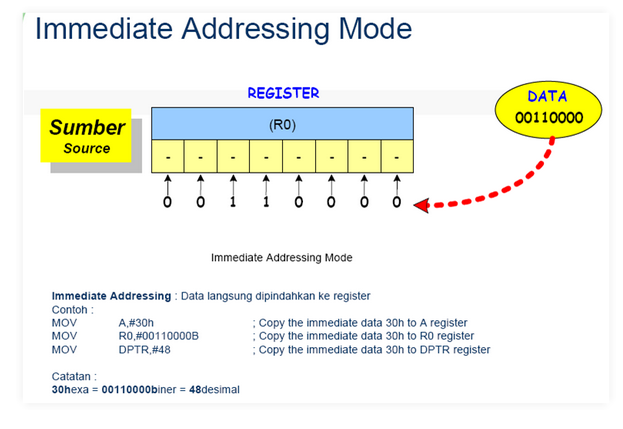 Immediate Addressing Mode
REGISTER
DATA
00110000
Sumber
Source
(R0)
- - - - - - - -
0 0 1 1 0 0 0 0
Immediate Addressing Mode
Immediate Addressing : Data langsung dipindahkan ke register
Contoh :
MOV A,#30h ; Copy the immediate data 30h to A register
MOV R0,#00110000B ; Copy the immediate data 30h to R0 register
MOV DPTR,#48 ; Copy the immediate data 30h to DPTR register
Catatan :
30hexa = 00110000biner = 48desimal